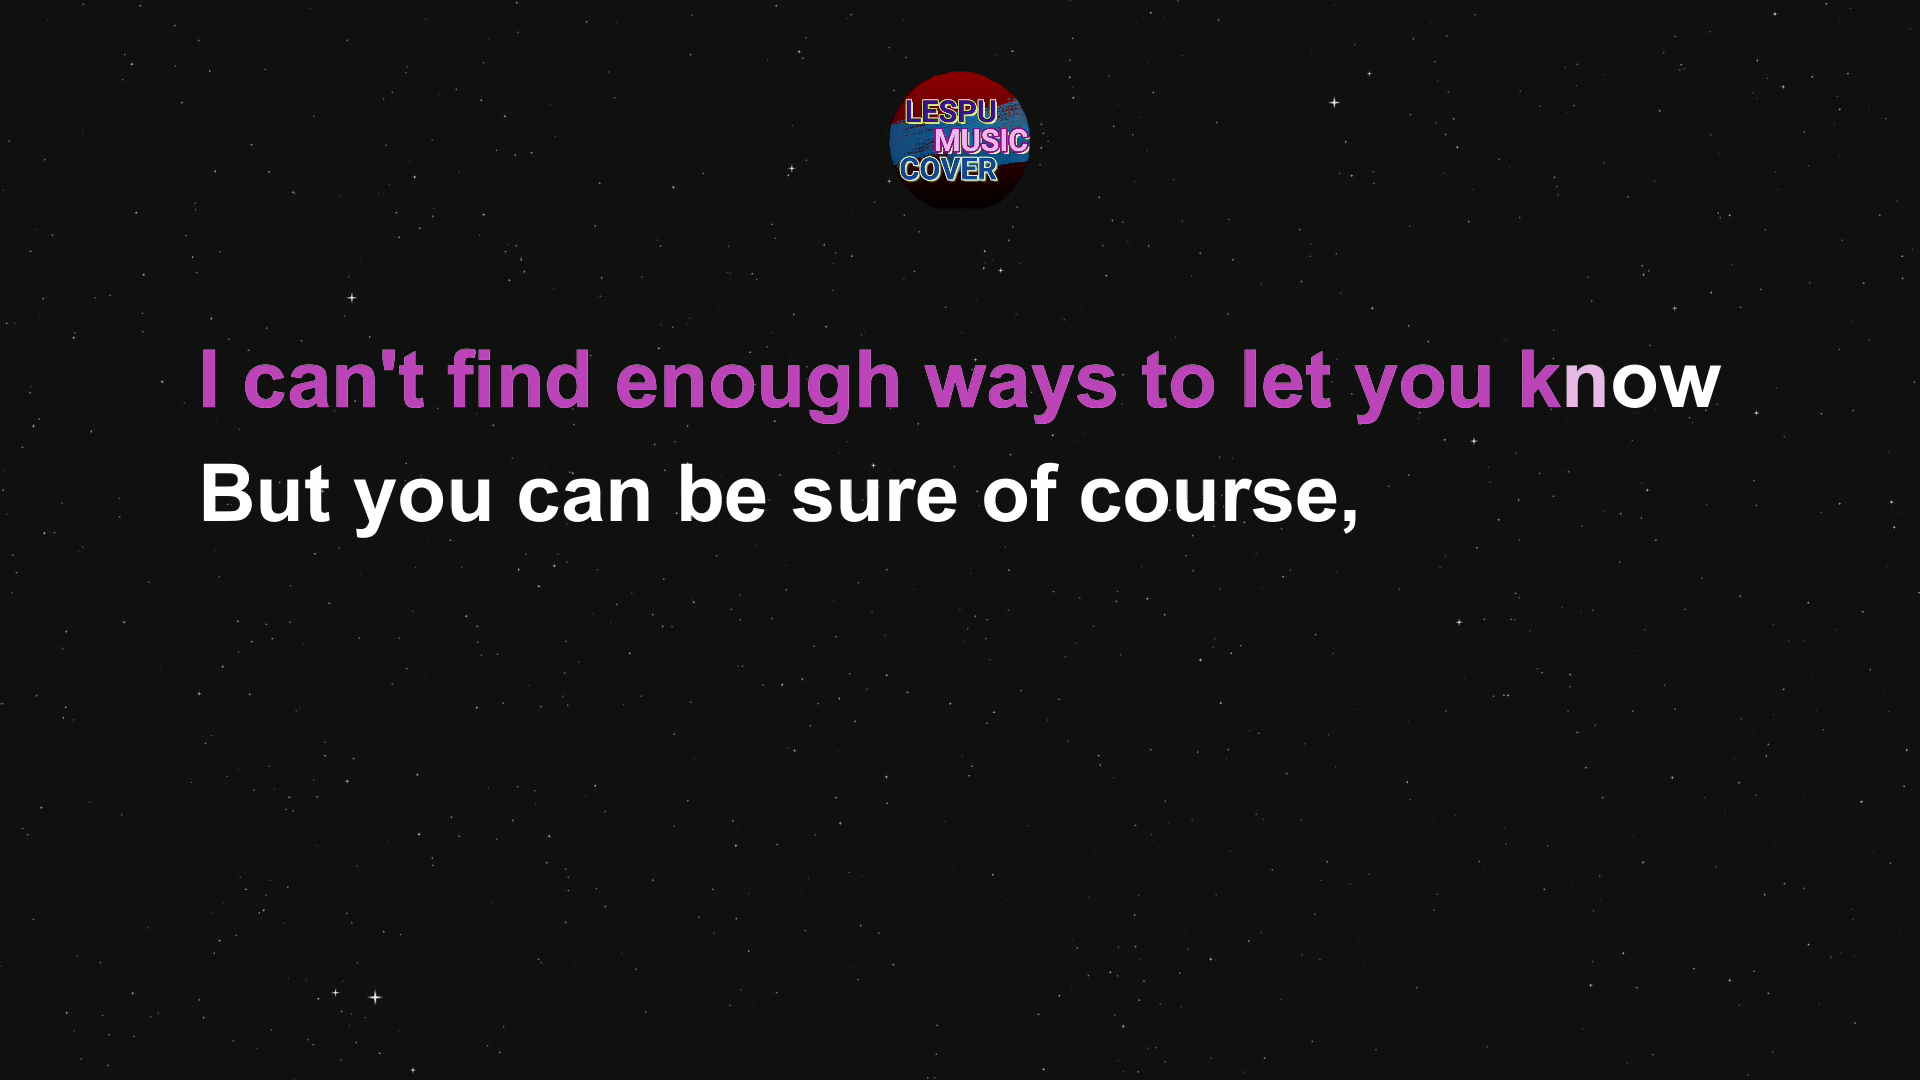 LESPU
MUSIC
COVER
I can't find enough ways to let you know
But you can be sure of course,